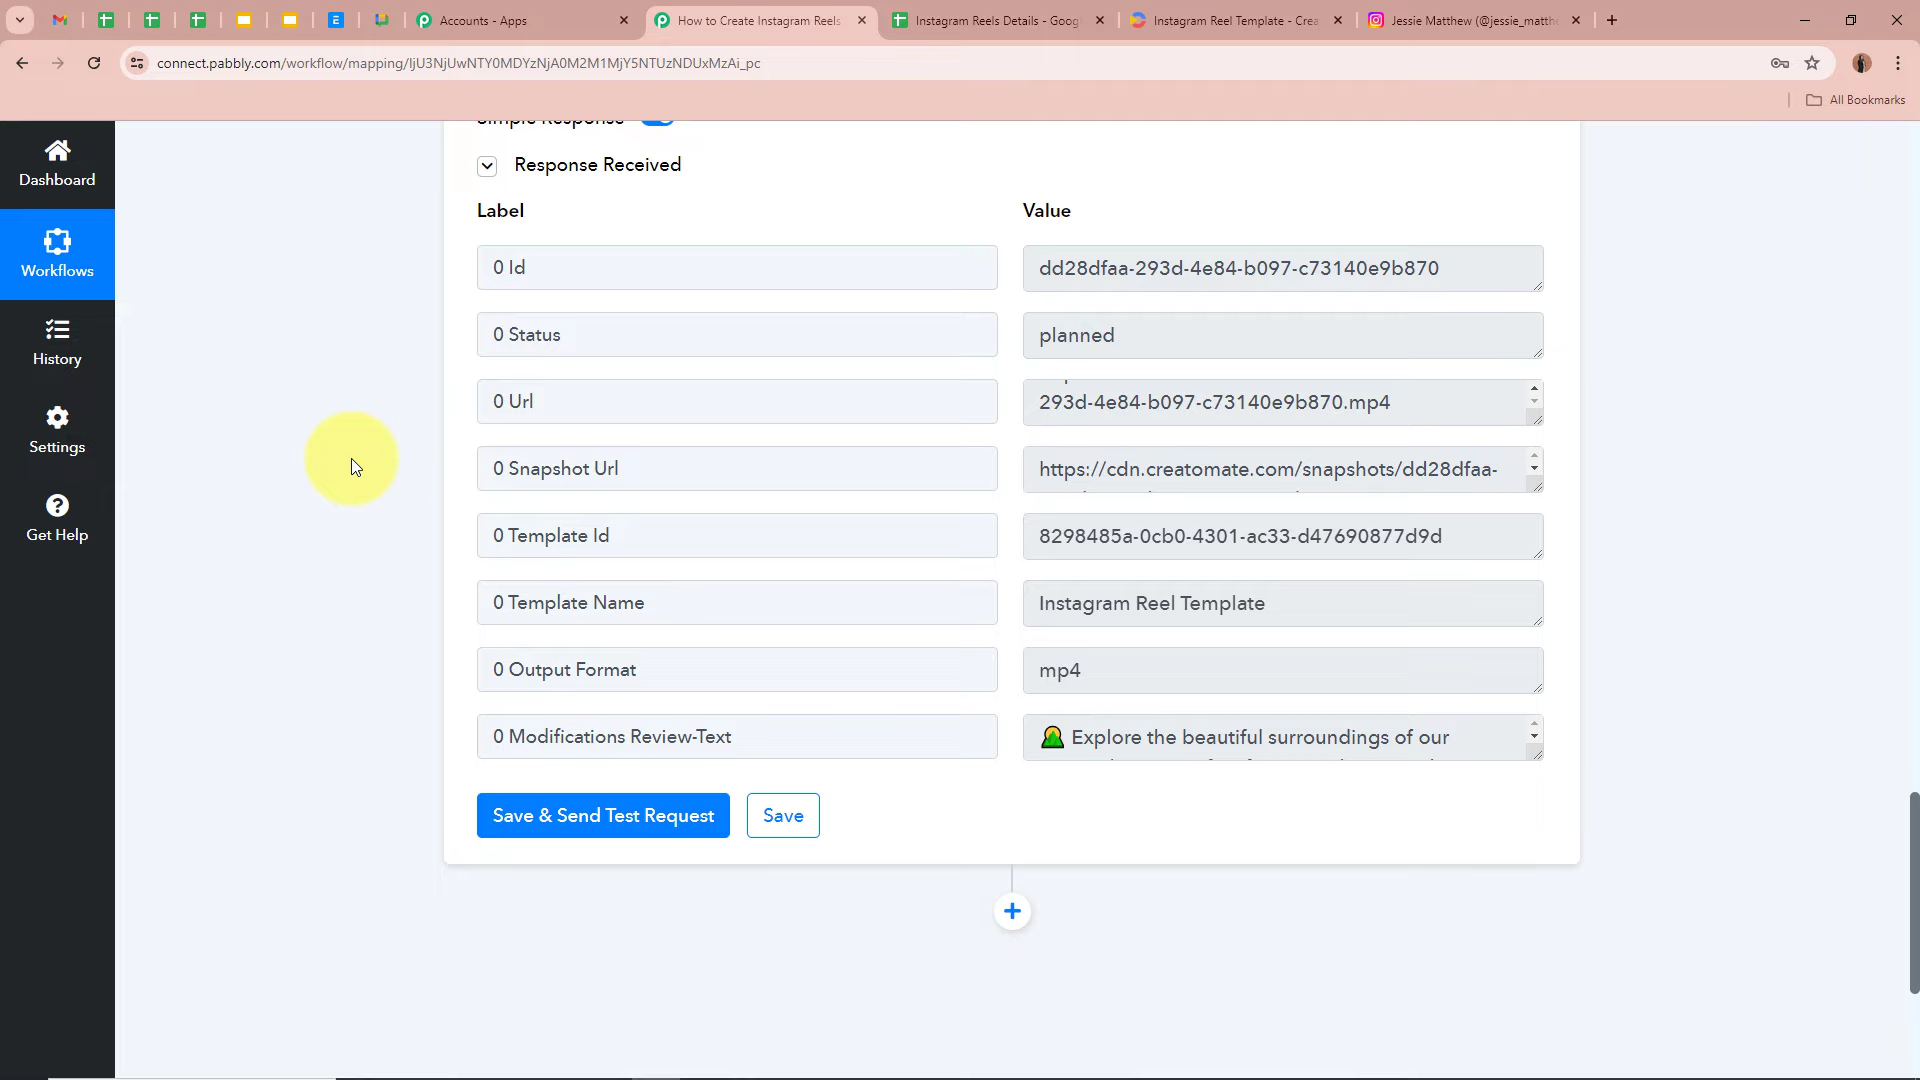 Accounts - Apps
How to Create Instagram Reels
Instagram Reels Details - Goog
Instagram Reel Template - Crea
Jessie Matthew (@jessie_matth
connect.pabbly.com/workflow/mapping/IjU3NjUwNTY0MDYzNjA0M2M1MjY5NTUzNDUxMzAi_pc
All Bookmarks
Dashboard
Workflows
History
Settings
Get Help
Simple Response
Response Received
Label
Value
0 Id
dd28dfaa-293d-4e84-b097-c73140e9b870
0 Status
planned
0 Url
293d-4e84-b097-c73140e9b870.mp4
0 Snapshot Url
https://cdn.creatomate.com/snapshots/dd28dfaa-
0 Template Id
8298485a-0cb0-4301-ac33-d47690877d9d
0 Template Name
Instagram Reel Template
0 Output Format
mp4
0 Modifications Review-Text
Explore the beautiful surroundings of our
Save & Send Test Request
Save